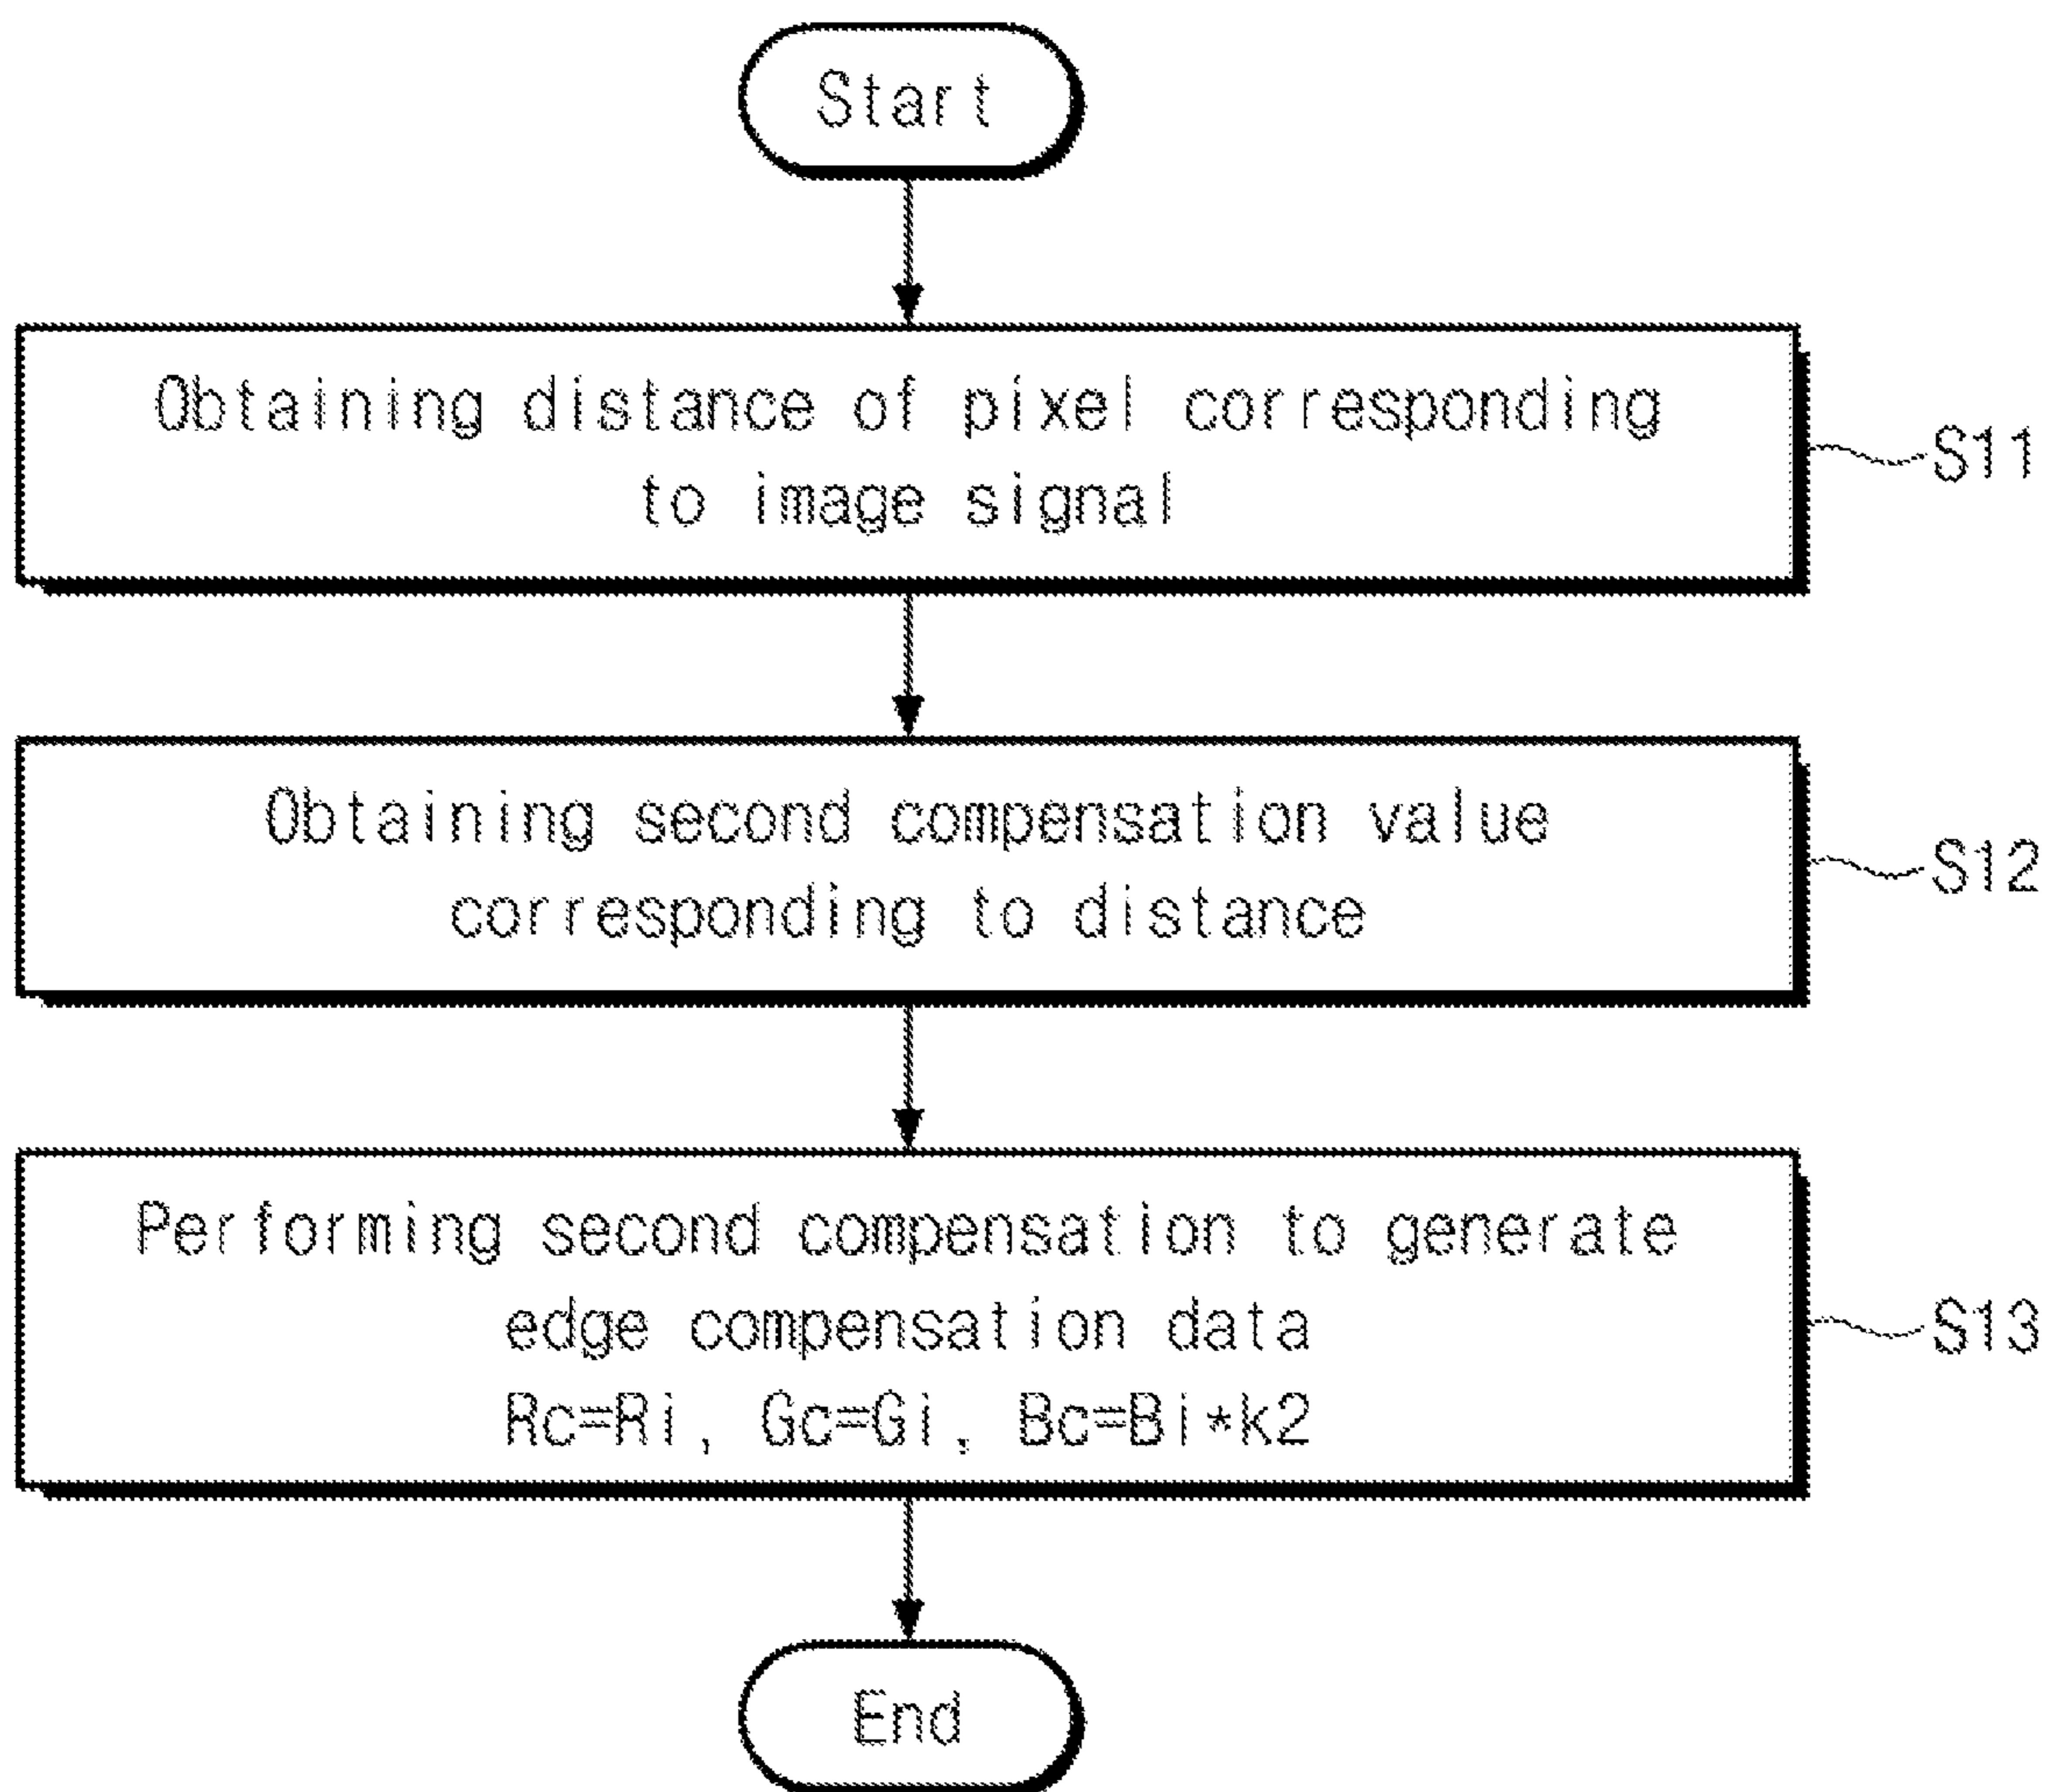 Start
Obtaining distance of pixel corresponding
to image signal
S11
Obtaining second compensation value
corresponding to distance
S12
Performing second compensation to generate
edge compensation data
Rc=Ri, Gc=Gi, Bc=Bi*k2
S13
End